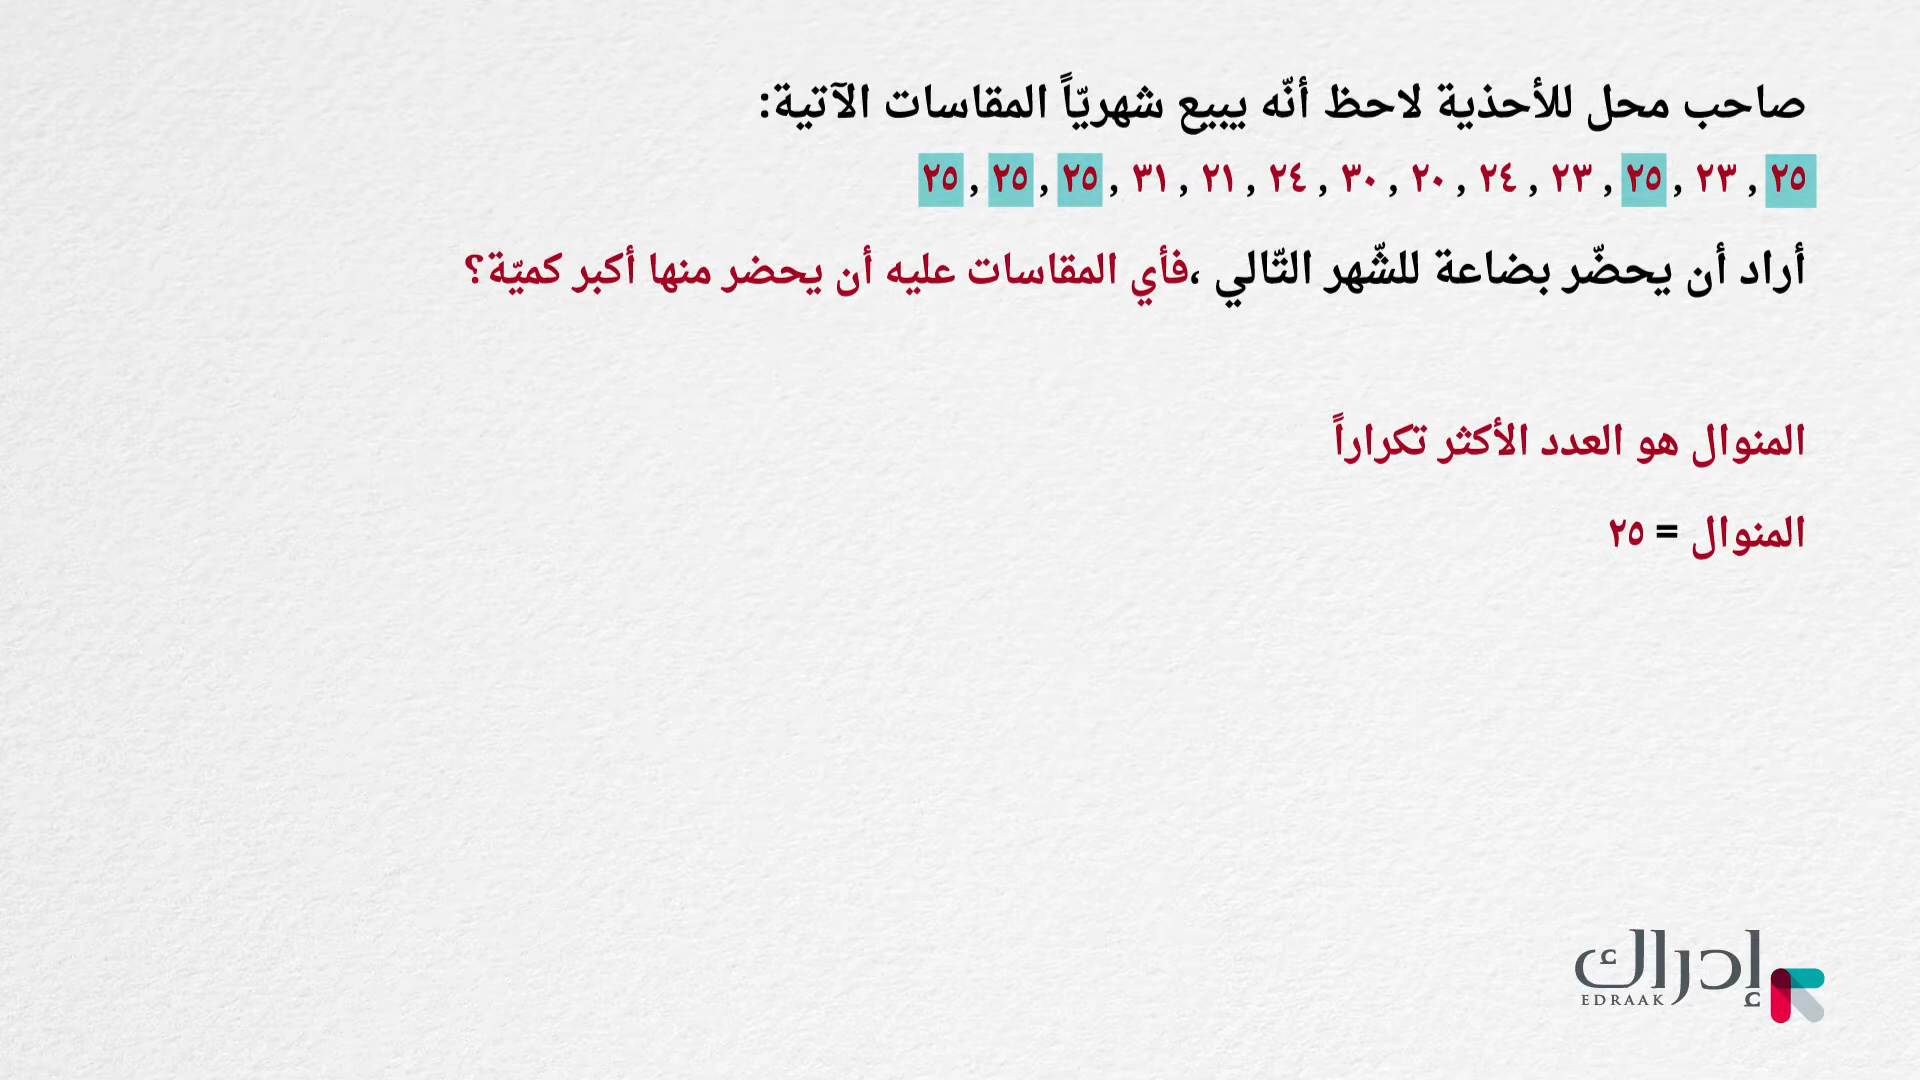 صاحب محل للأحذية لاحظ أنّه يبيع شهريّاً المقاسات الآتية:
٢٥ , ٢٣ , ٢٥ , ٢٣ , ٢٤ , ٢٠ , ٣٠ , ٢٤ , ٢١ , ٣١ , ٢٥ , ٢٥ , ٢٥
أراد أن يحضّر بضاعة للشّهر التّالي ،فأي المقاسات عليه أن يحضر منها أكبر كميّة؟
المنوال هو العدد الأكثر تكراراً
المنوال = ٢٥
إدراك
EDRAAK